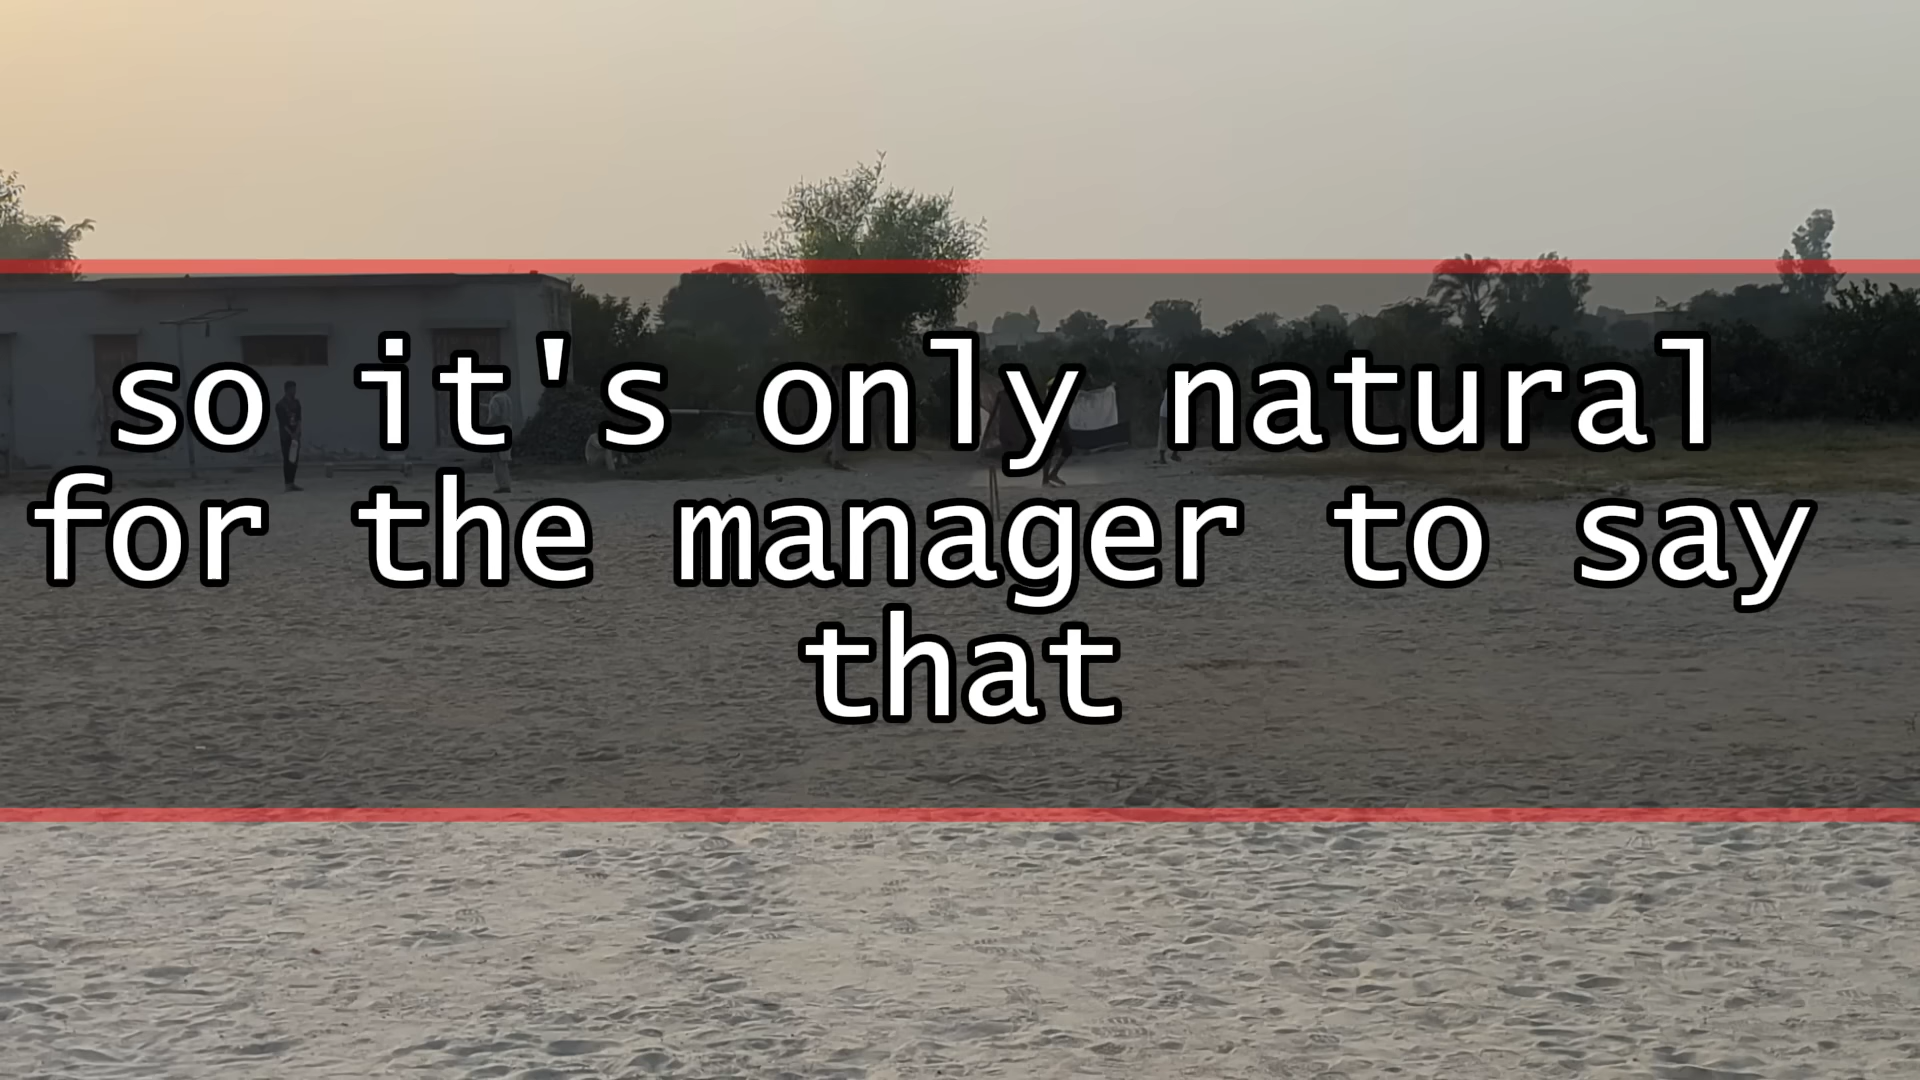 so it's only natural
for the manager to say
that